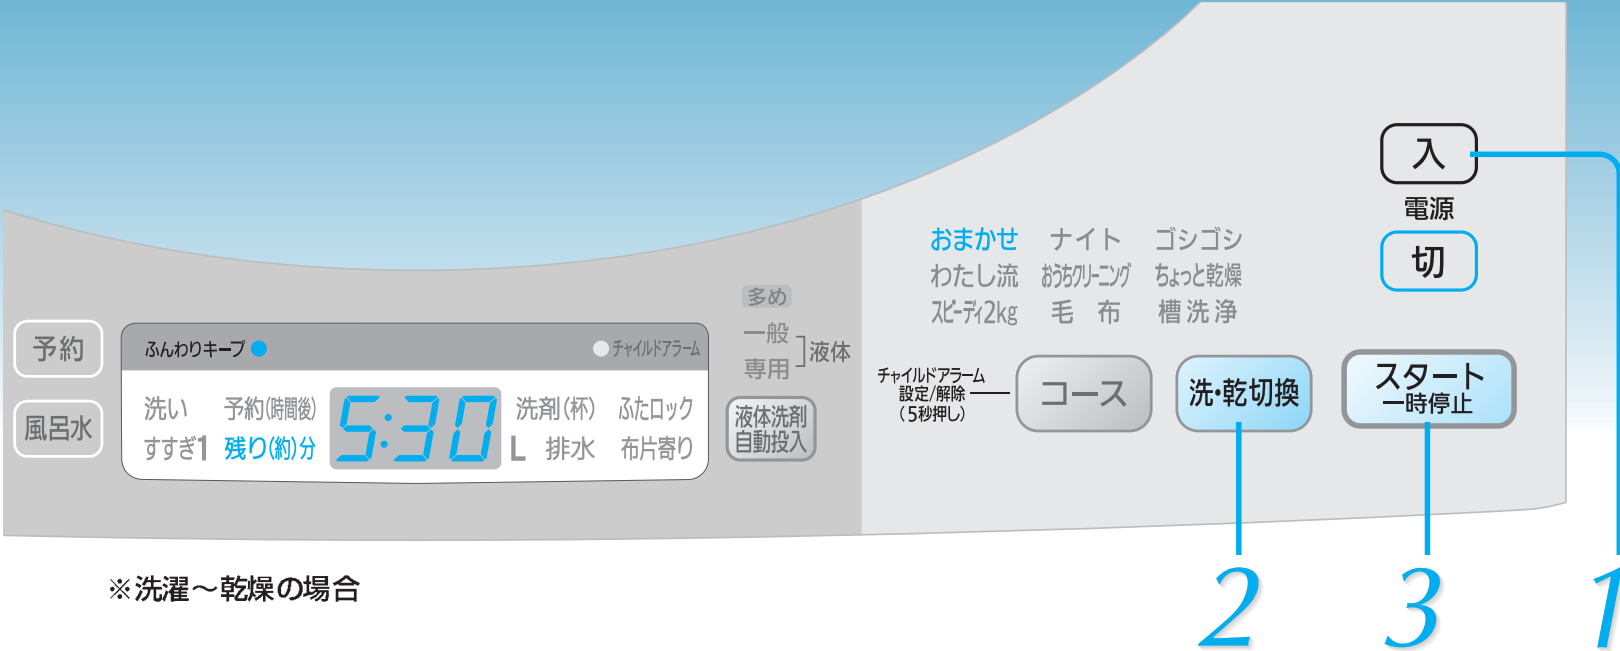 入
電源
切
おまかせ ナイト ゴシゴシ
わたし流 おうちクリーニング ちょっと乾燥
スピーディ2kg 毛布 槽洗浄
多め
一般
専用
液体
予約
風呂水
ふんわりキープ チャイルドアラーム
洗い 予約(時間後) 5:30 洗剤(杯) ふたロック
すすぎ1 残り(約)分 L 排水 布片寄り
液体洗剤
自動投入
チャイルドアラーム
設定/解除
(5秒押し)
コース
洗・乾切換
スタート
一時停止
※洗濯～乾燥の場合
2 3 1